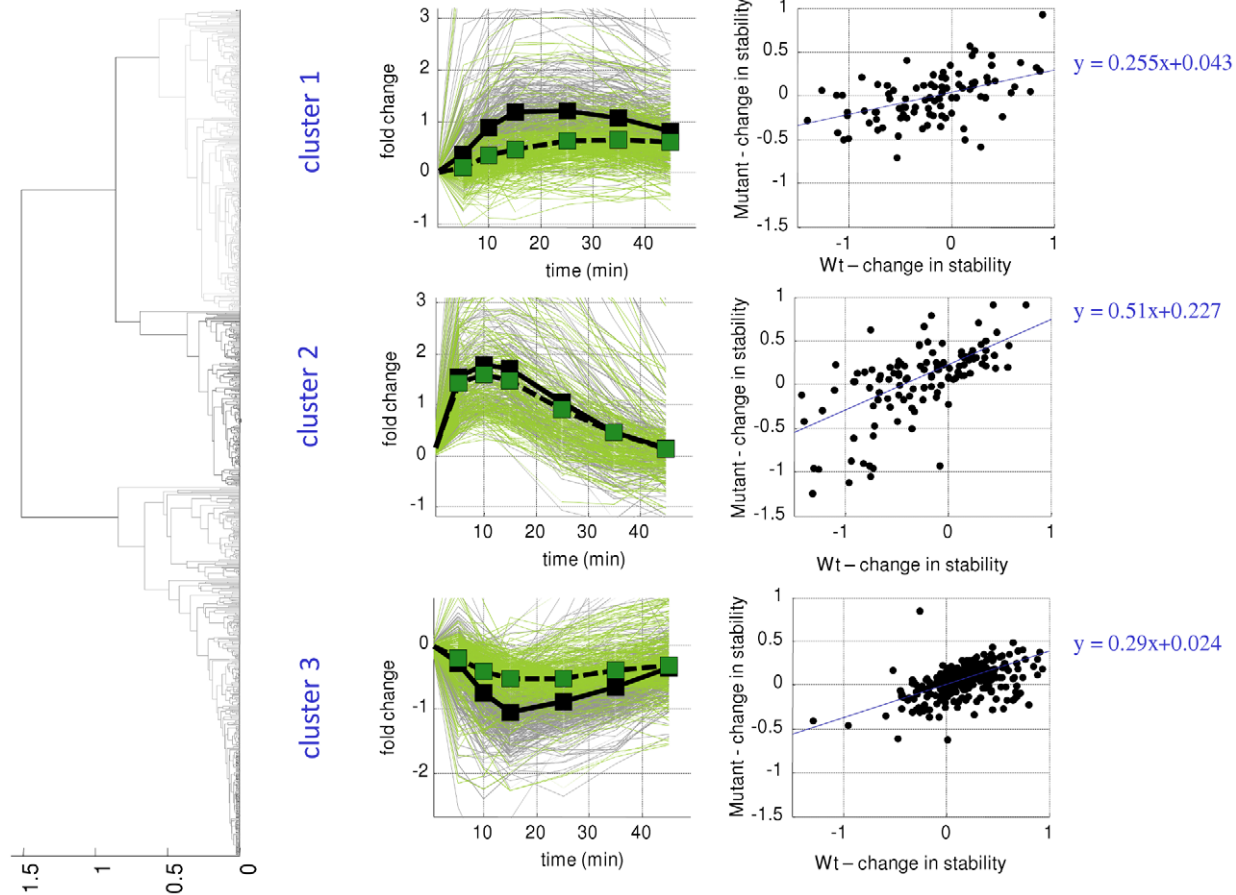 cluster 1
fold change
3
2
1
0
-1
10 20 30 40
time (min)
Mutant - change in stability
1
0.5
0
-0.5
-1
-1.5
-1 0 1
Wt – change in stability
y = 0.255x+0.043
cluster 2
fold change
3
2
1
0
-1
10 20 30 40
time (min)
Mutant - change in stability
1
0.5
0
-0.5
-1
-1.5
-1 0 1
Wt – change in stability
y = 0.51x+0.227
cluster 3
fold change
0
-1
-2
10 20 30 40
time (min)
Mutant - change in stability
1
0.5
0
-0.5
-1
-1.5
-1 0 1
Wt – change in stability
y = 0.29x+0.024
1.5 1 0.5 0